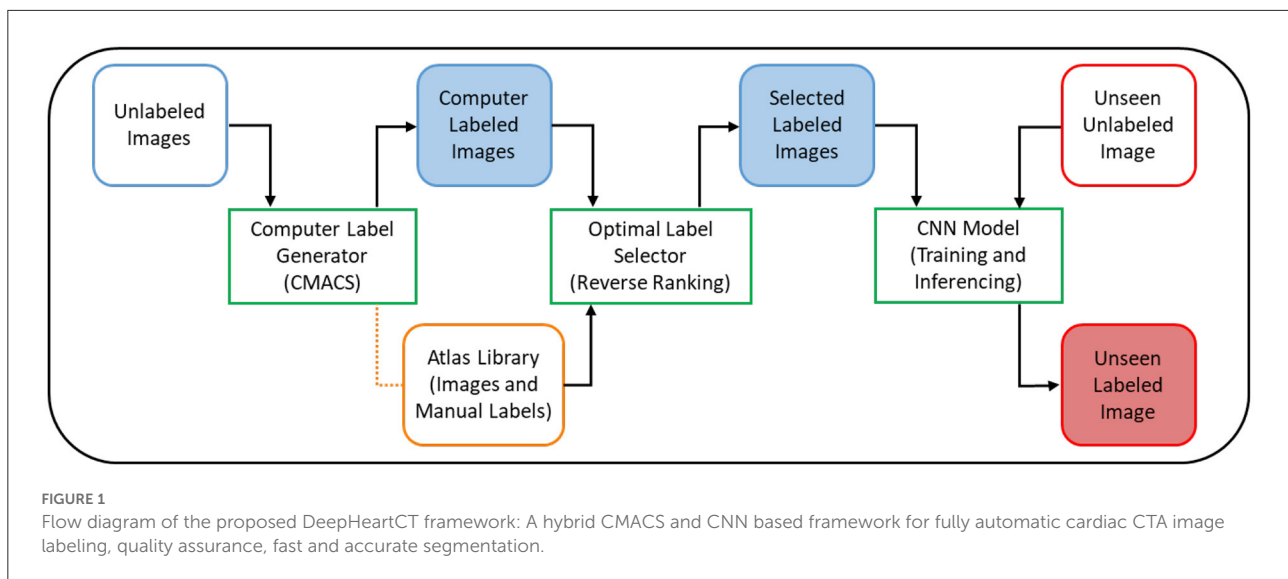 Unlabeled
Images
Computer
Labeled
Images
Selected
Labeled
Images
Unseen
Unlabeled
Image
Computer Label
Generator
(CMACS)
Optimal Label
Selector
(Reverse Ranking)
CNN Model
(Training and
Inferencing)
Atlas Library
(Images and
Manual Labels)
Unseen
Labeled
Image
FIGURE 1
Flow diagram of the proposed DeepHeartCT framework: A hybrid CMACS and CNN based framework for fully automatic cardiac CTA image
labeling, quality assurance, fast and accurate segmentation.